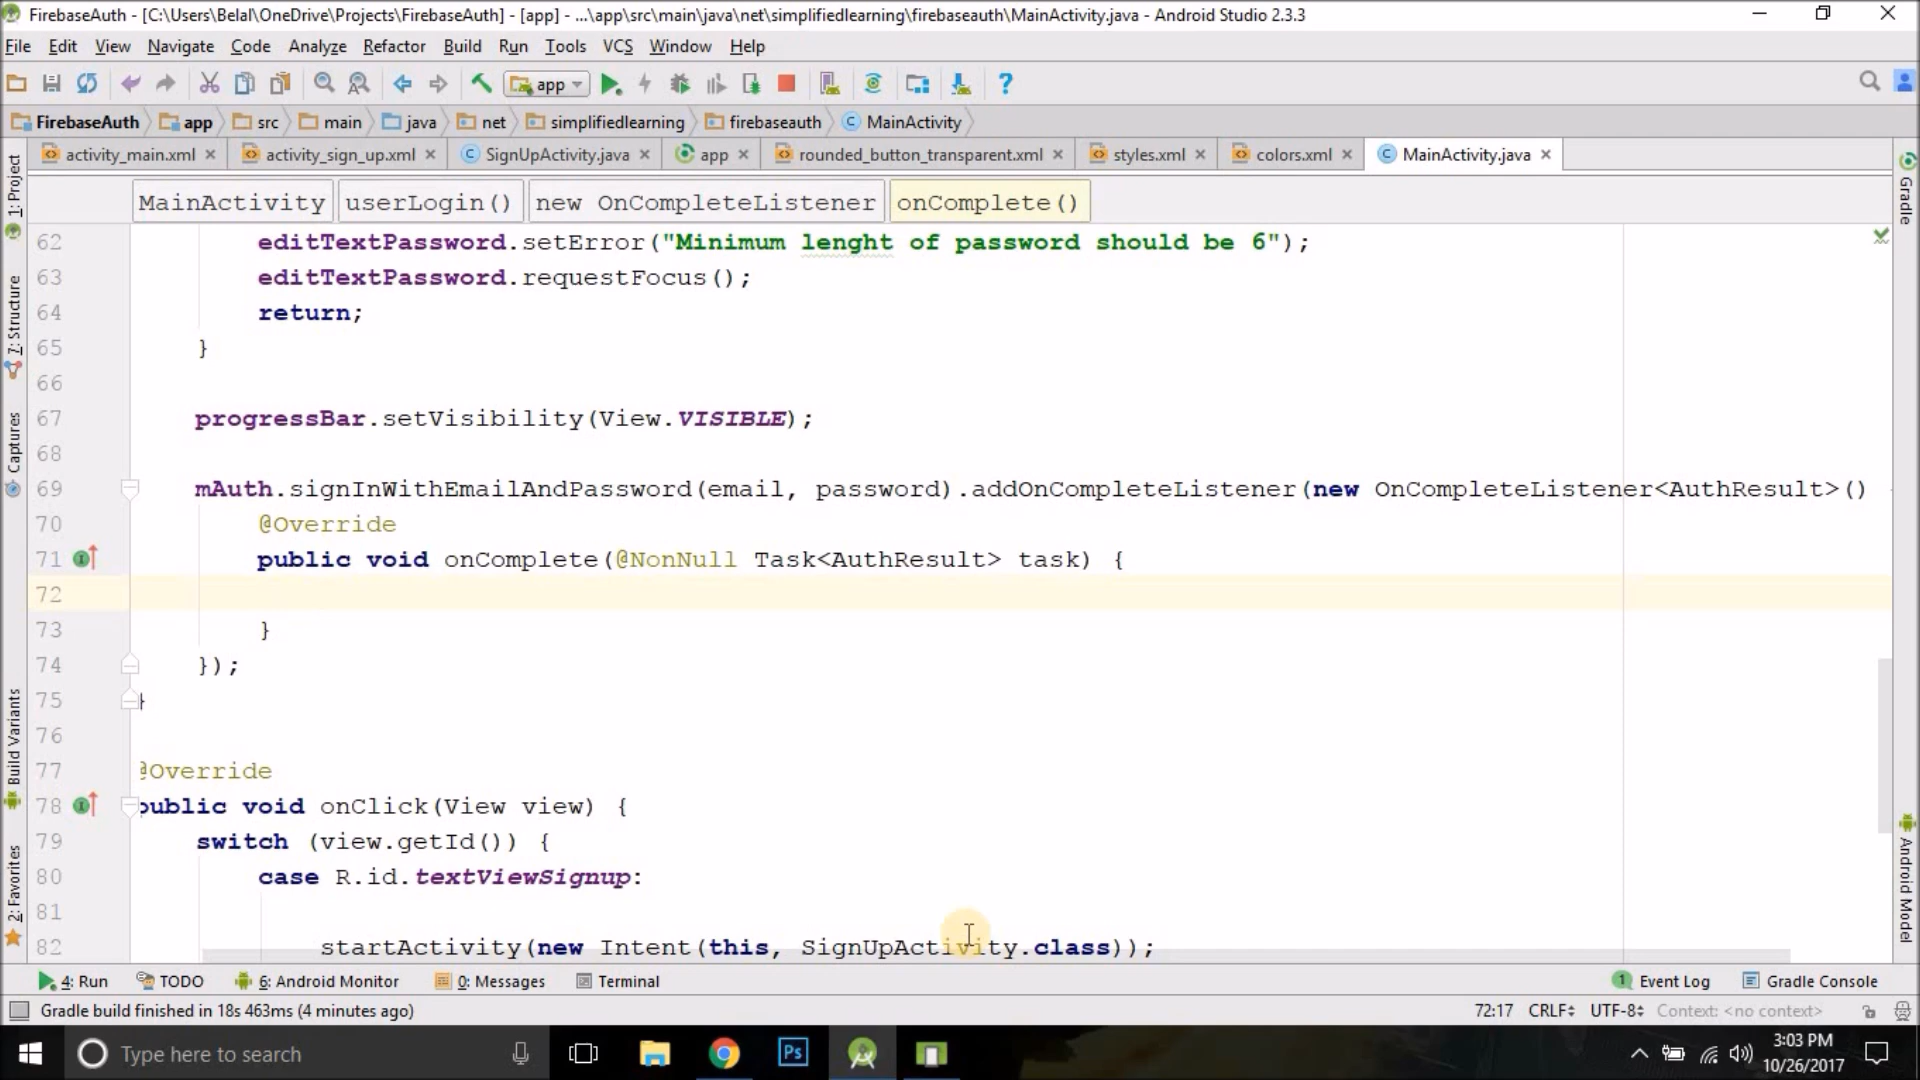 FirebaseAuth - [C:\Users\Belal\OneDrive\Projects\FirebaseAuth] - [app] - ...\app\src\main\java\net\simplifiedlearning\firebaseauth\MainActivity.java - Android Studio 2.3.3
File Edit View Navigate Code Analyze Refactor Build Run Tools VCS Window Help
app
FirebaseAuth app src main java net simplifiedlearning firebaseauth MainActivity
activity_main.xml activity_sign_up.xml SignUpActivity.java app rounded_button_transparent.xml styles.xml colors.xml MainActivity.java
MainActivity userLogin() new OnCompleteListener onComplete()
62 editTextPassword.setError("Minimum lenght of password should be 6");
63 editTextPassword.requestFocus();
64 return;
65 }
66
67 progressBar.setVisibility(View.VISIBLE);
68
69 mAuth.signInWithEmailAndPassword(email, password).addOnCompleteListener(new OnCompleteListener<AuthResult>()
70 @Override
71 public void onComplete(@NonNull Task<AuthResult> task) {
72
73 }
74 });
75 }
76
77 @Override
78 public void onClick(View view) {
79 switch (view.getId()) {
80 case R.id.textViewSignup:
81
82 startActivity(new Intent(this, SignUpActivity.class));
1: Project
7: Structure
Captures
Build Variants
2: Favorites
Gradle
Android Model
4: Run TODO 6: Android Monitor 0: Messages Terminal 1 Event Log Gradle Console
Gradle build finished in 18s 463ms (4 minutes ago) 72:17 CRLF UTF-8 Context: <no context>
Type here to search Ps 3:03 PM
10/26/2017